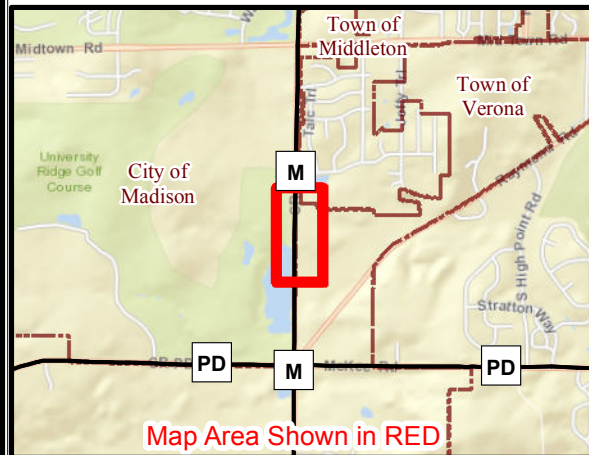 Town of
Middleton
Midtown Rd
Town of
Verona
University
Ridge Golf
Course
City of
Madison
M
S High Point Rd
Stratton
Way
PD
M
McKee Rd
PD
Map Area Shown in RED